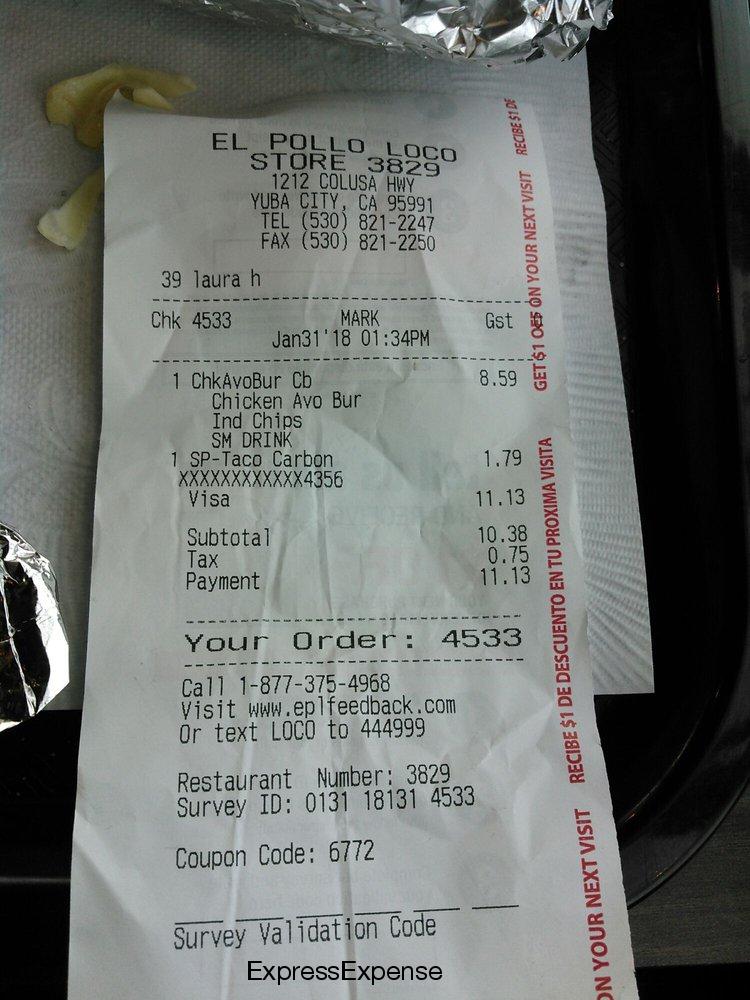 EL POLLO LOCO
STORE 3829
1212 COLUSA HWY
YUBA CITY, CA 95991
TEL (530) 821-2247
FAX (530) 821-2250
39 laura h
Chk 4533 MARK Gst
Jan31'18 01:34PM
1 ChkAvoBur Cb 8.59
Chicken Avo Bur
Ind Chips
SM DRINK
1 SP-Taco Carbon 1.79
XXXXXXXXXXXX4356
Visa 11.13
Subtotal 10.38
Tax 0.75
Payment 11.13
Your Order: 4533
Call 1-877-375-4968
Visit www.eplfeedback.com
Or text LOCO to 444999
Restaurant Number: 3829
Survey ID: 0131 18131 4533
Coupon Code: 6772
Survey Validation Code
RECIBE $1 DE
GET $1 OFF ON YOUR NEXT VISIT
RECIBE $1 DE DESCUENTO EN TU PROXIMA VISITA
ON YOUR NEXT VISIT
ExpressExpense